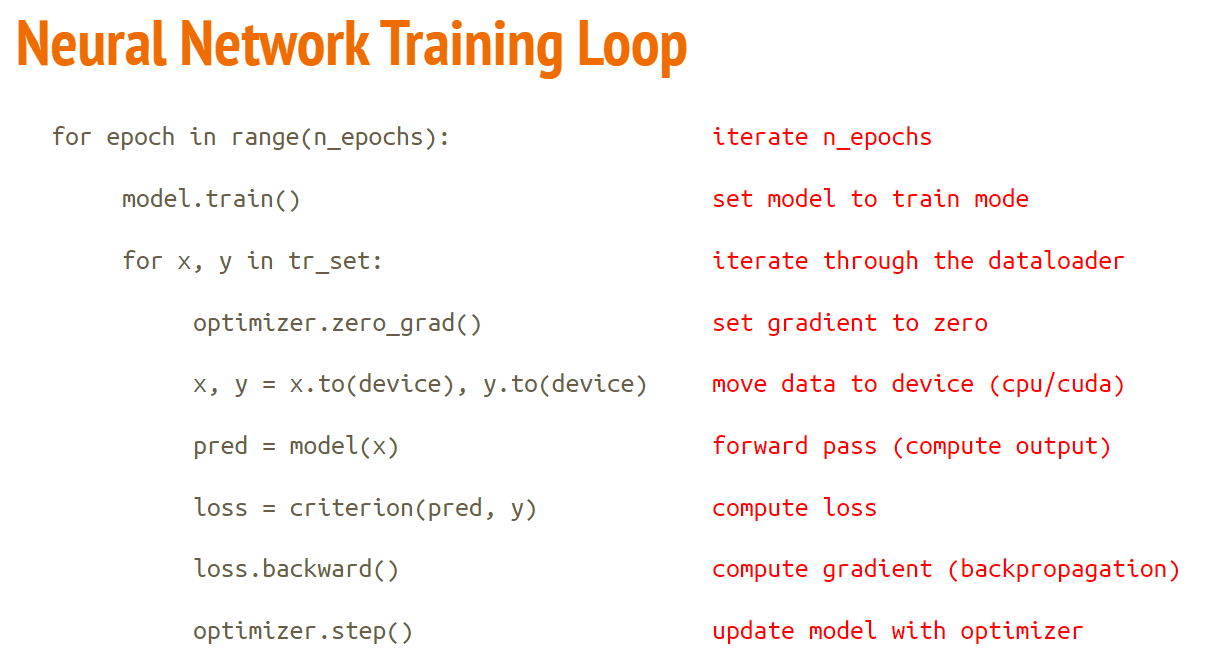 Neural Network Training Loop
for epoch in range(n_epochs): iterate n_epochs
model.train() set model to train mode
for x, y in tr_set: iterate through the dataloader
optimizer.zero_grad() set gradient to zero
x, y = x.to(device), y.to(device) move data to device (cpu/cuda)
pred = model(x) forward pass (compute output)
loss = criterion(pred, y) compute loss
loss.backward() compute gradient (backpropagation)
optimizer.step() update model with optimizer